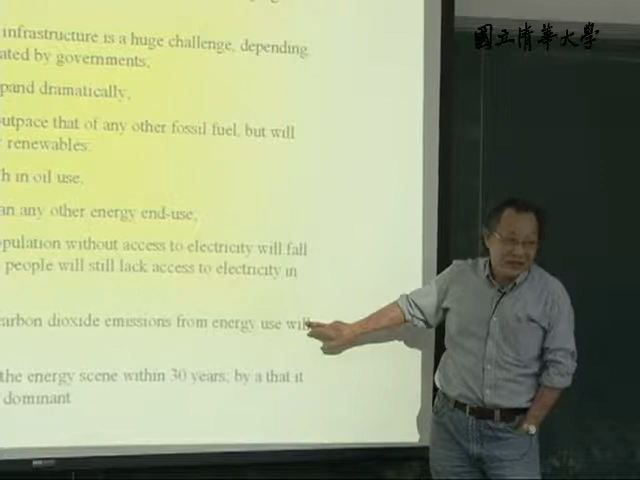 國立清華大學
infrastructure is a huge challenge, depending
ated by governments,
pand dramatically,
utpace that of any other fossil fuel, but will
renewables.
h in oil use,
an any other energy end-use,
opulation without access to electricity will fall
people will still lack access to electricity in
carbon dioxide emissions from energy use will
the energy scene within 30 years, by a that it
dominant